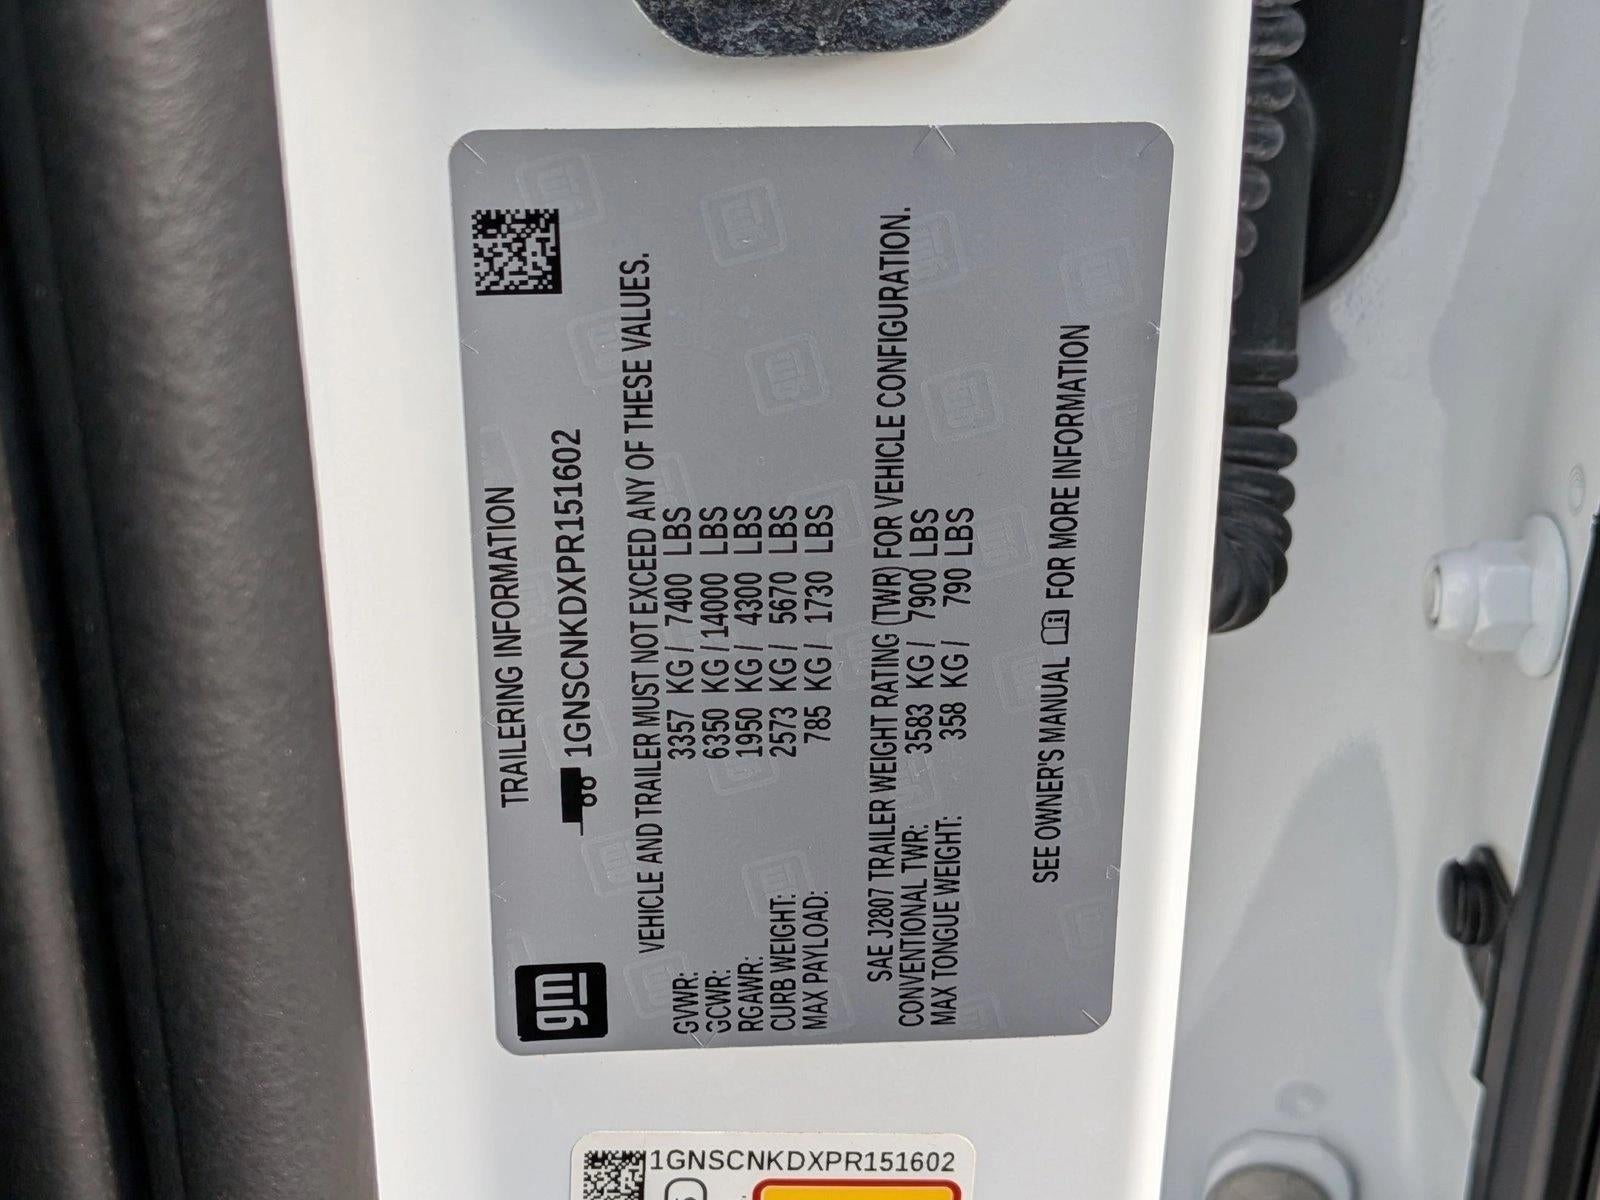 gm
TRAILERING INFORMATION
1GNSCNKDXPR151602
VEHICLE AND TRAILER MUST NOT EXCEED ANY OF THESE VALUES.
GVWR: 3357 KG / 7400 LBS
GCWR: 6350 KG / 14000 LBS
RGAWR: 1950 KG / 4300 LBS
CURB WEIGHT: 2573 KG / 5670 LBS
MAX PAYLOAD: 785 KG / 1730 LBS
SAE J2807 TRAILER WEIGHT RATING (TWR) FOR VEHICLE CONFIGURATION.
CONVENTIONAL TWR: 3583 KG / 7900 LBS
MAX TONGUE WEIGHT: 358 KG / 790 LBS
SEE OWNER'S MANUAL FOR MORE INFORMATION
1GNSCNKDXPR151602